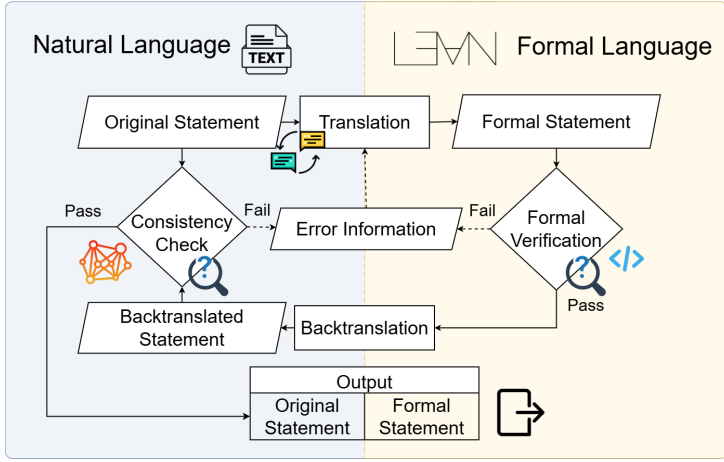 Natural Language
TEXT
LEAN
Formal Language
Original Statement
Translation
Formal Statement
Pass
Consistency
Check
Fail
Error Information
Fail
Formal
Verification
</>
Pass
Backtranslated
Statement
Backtranslation
Output
Original
Statement
Formal
Statement